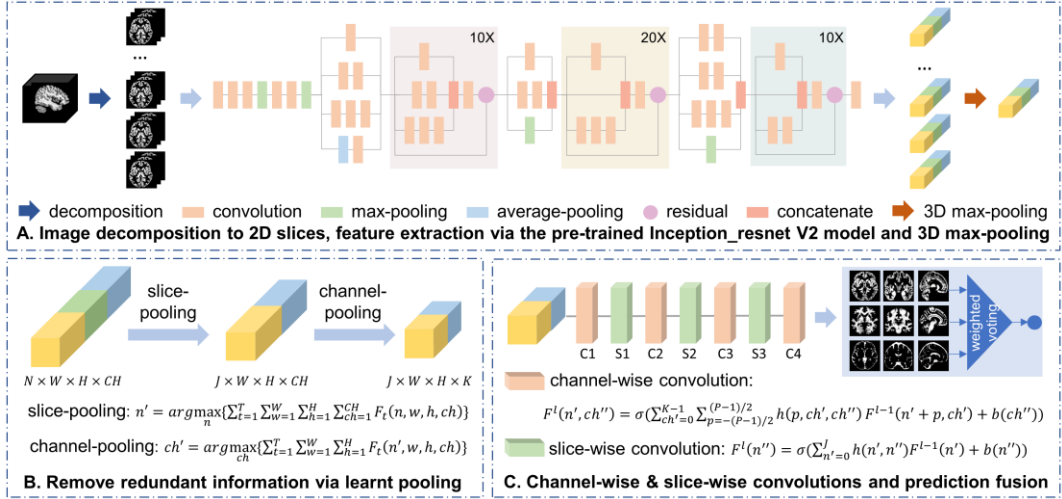 10X
20X
10X
...
...
decomposition
convolution
max-pooling
average-pooling
residual
concatenate
3D max-pooling
A. Image decomposition to 2D slices, feature extraction via the pre-trained Inception_resnet V2 model and 3D max-pooling
slice-
pooling
channel-
pooling
N × W × H × CH
J × W × H × CH
J × W × H × K
slice-pooling: n′ = argmax_n{∑_{t=1}^{T} ∑_{w=1}^{W} ∑_{h=1}^{H} ∑_{ch=1}^{CH} F_t(n, w, h, ch)}
channel-pooling: ch′ = argmax_{ch}{∑_{t=1}^{T} ∑_{w=1}^{W} ∑_{h=1}^{H} F_t(n′, w, h, ch)}
B. Remove redundant information via learnt pooling
C1 S1 C2 S2 C3 S3 C4
weighted
voting
channel-wise convolution:
F^l(n′, ch″) = σ(∑_{ch′=0}^{K−1} ∑_{p=−(P−1)/2}^{(P−1)/2} h(p, ch′, ch″) F^{l−1}(n′ + p, ch′) + b(ch″))
slice-wise convolution: F^l(n″) = σ(∑_{n′=0}^{J} h(n′, n″)F^{l−1}(n′) + b(n″))
C. Channel-wise & slice-wise convolutions and prediction fusion